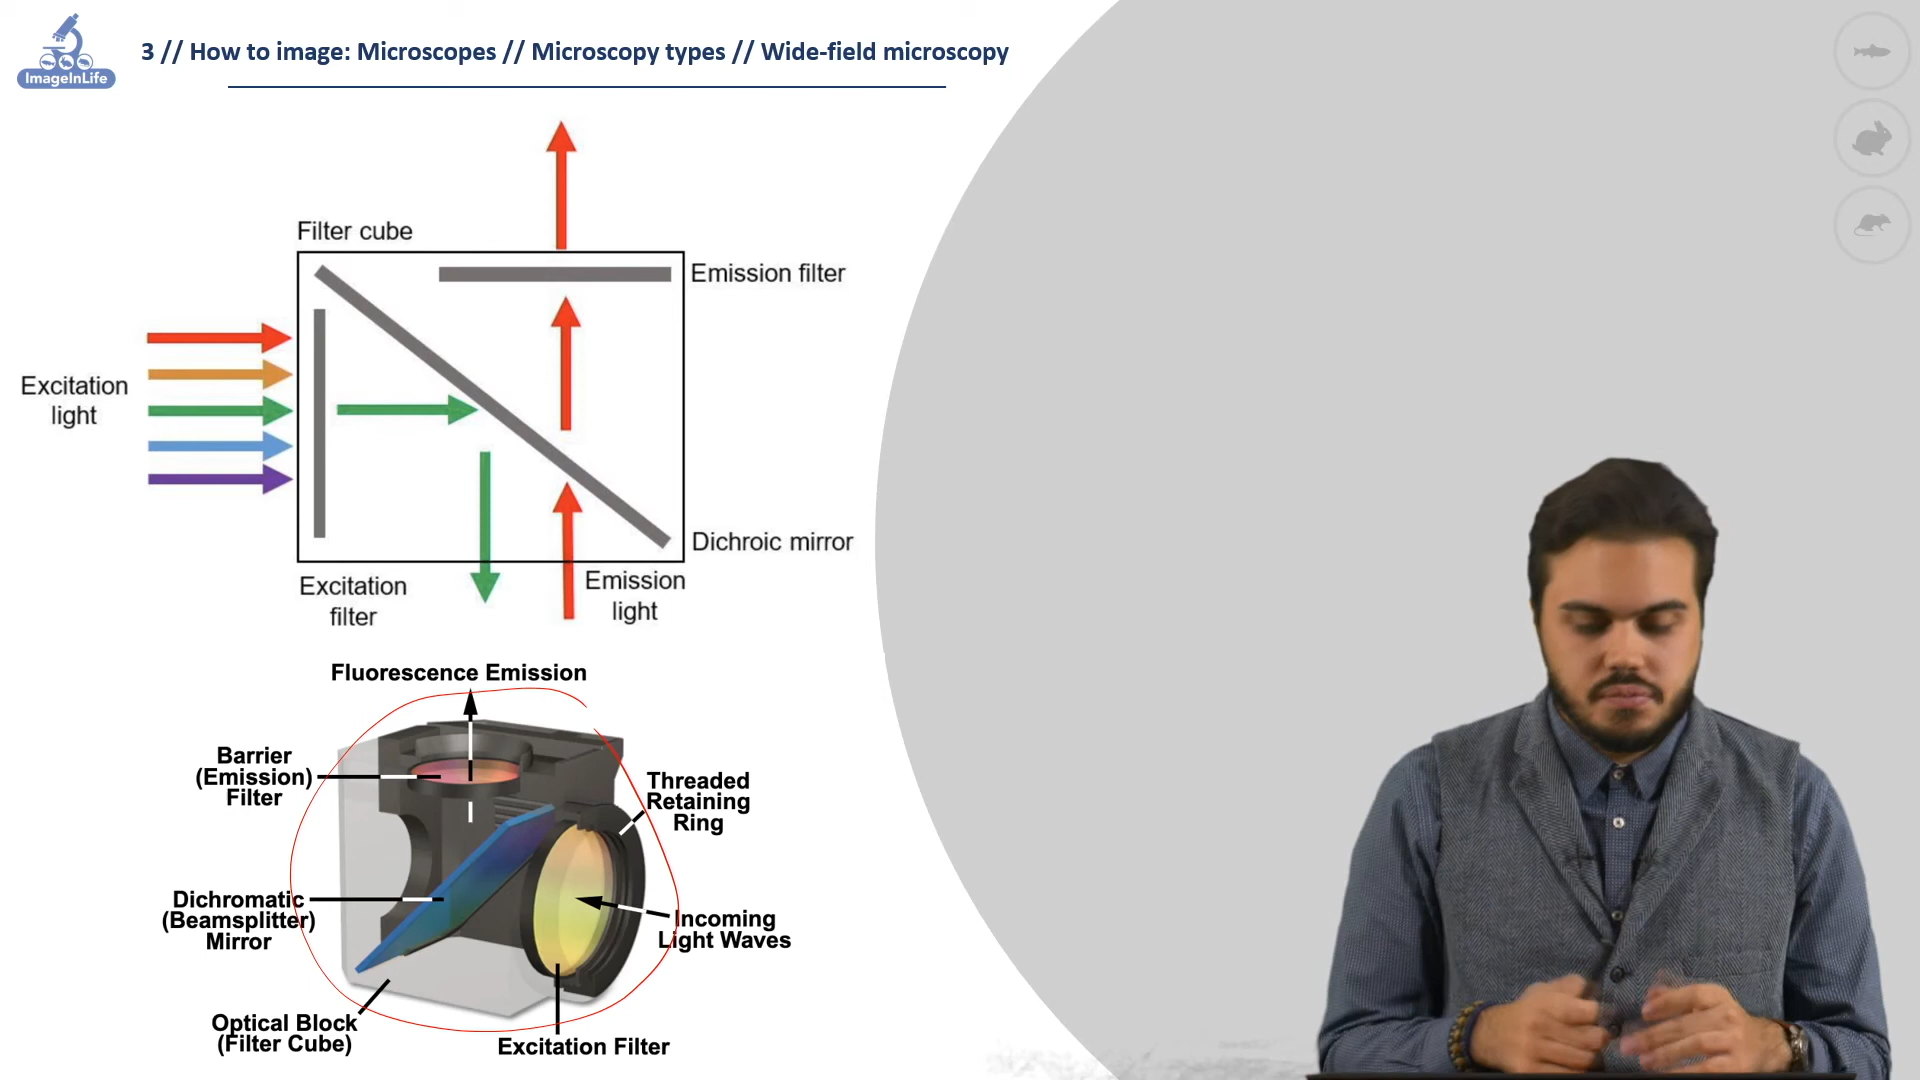 ImageInLife
3 // How to image: Microscopes // Microscopy types // Wide-field microscopy
Filter cube
Emission filter
Excitation
light
Dichroic mirror
Excitation
filter
Emission
light
Fluorescence Emission
Barrier
(Emission)
Filter
Threaded
Retaining
Ring
Dichromatic
(Beamsplitter)
Mirror
Incoming
Light Waves
Optical Block
(Filter Cube)
Excitation Filter